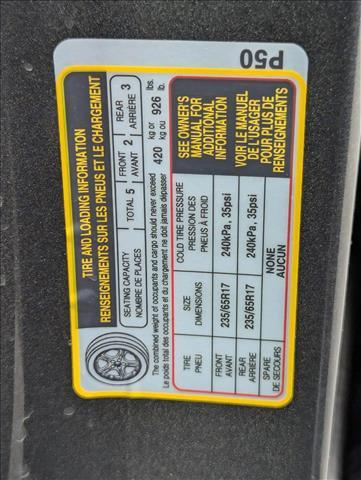 TIRE AND LOADING INFORMATION
RENSEIGNEMENTS SUR LES PNEUS ET LE CHARGEMENT
SEATING CAPACITY
NOMBRE DE PLACES
TOTAL 5
FRONT
AVANT
2
REAR
ARRIÈRE
3
The combined weight of occupants and cargo should never exceed
Le poids total des occupants et du chargement ne doit jamais dépasser
420 kg or kg ou 926 lbs. lb.
TIRE
PNEU
SIZE
DIMENSIONS
COLD TIRE PRESSURE
PRESSION DES
PNEUS À FROID
FRONT
AVANT
235/65R17
240kPa, 35psi
REAR
ARRIÈRE
235/65R17
240kPa, 35psi
SPARE
DE SECOURS
NONE
AUCUN
SEE OWNER'S
MANUAL FOR
ADDITIONAL
INFORMATION
VOIR LE MANUEL
DE L'USAGER
POUR PLUS DE
RENSEIGNEMENTS
P50